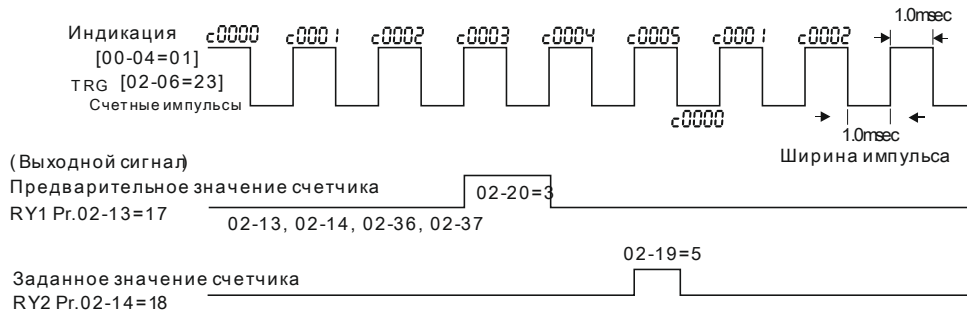 1.0msec
Индикация c0000 c0001 c0002 c0003 c0004 c0005 c0001 c0002
[00-04=01]
TRG [02-06=23]
Счетные импульсы
c0000
1.0msec
Ширина импульса
(Выходной сигнал)
Предварительное значение счетчика
02-20=3
RY1 Pr.02-13=17
02-13, 02-14, 02-36, 02-37
02-19=5
Заданное значение счетчика
RY2 Pr.02-14=18